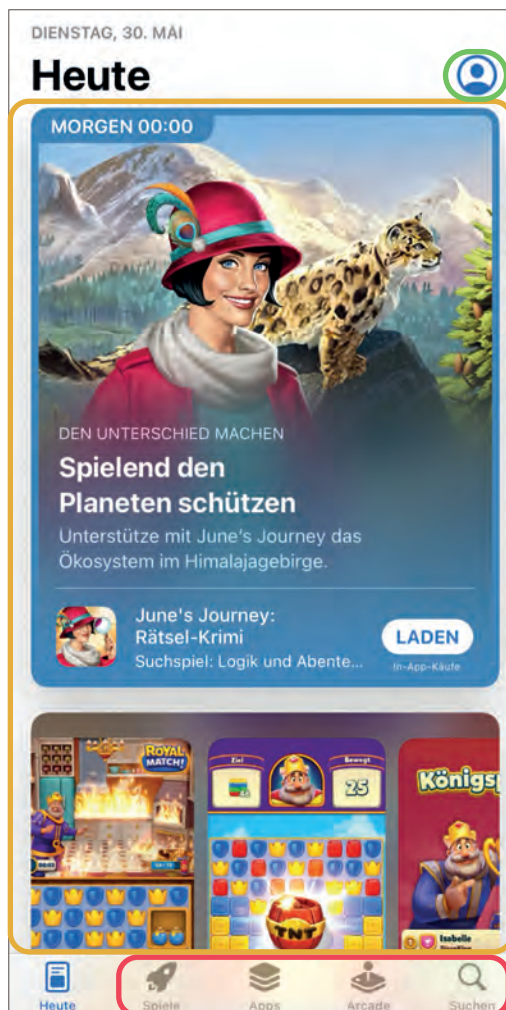 DIENSTAG, 30. MAI
Heute
MORGEN 00:00
DEN UNTERSCHIED MACHEN
Spielend den
Planeten schützen
Unterstütze mit June's Journey das
Ökosystem im Himalajagebirge.
June's Journey:
Rätsel-Krimi
Suchspiel: Logik und Abente...
LADEN
In-App-Käufe
ROYAL
MATCH!
Ziel
Bewegt
25
TNT
Königsp
Isabelle
Heute
Spiele
Apps
Arcade
Suchen